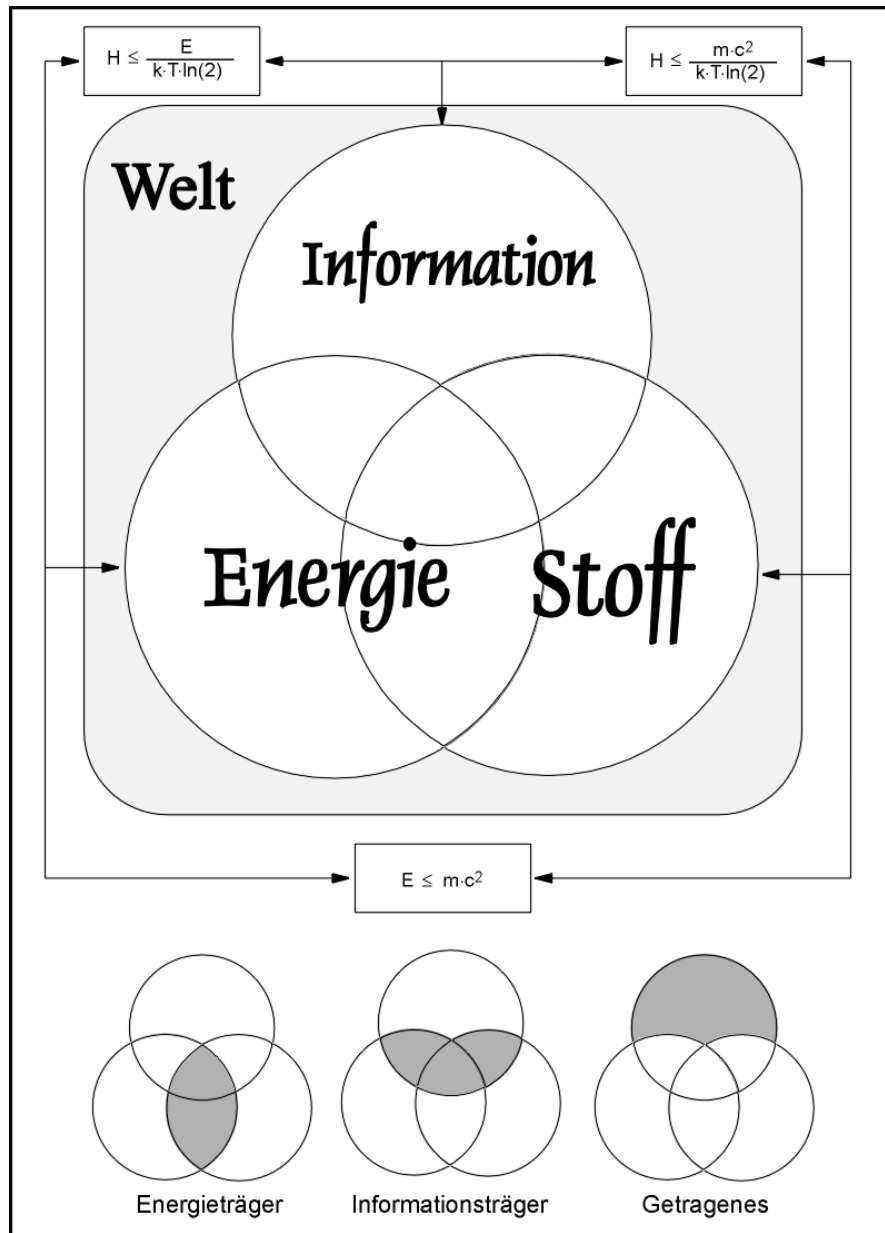 H ≤ E / k·T·ln(2)
H ≤ m·c² / k·T·ln(2)
Welt
Information
Energie
Stoff
E ≤ m·c²
Energieträger
Informationsträger
Getragenes